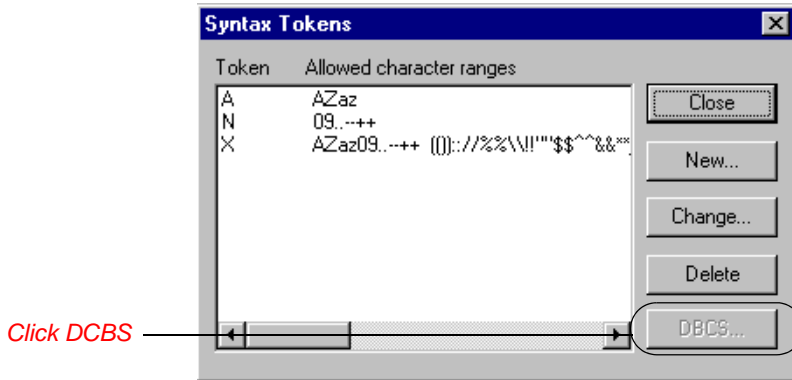 Syntax Tokens
Token Allowed character ranges
A AZaz
N 09..--++
X AZaz09..--++ (())::://%%\\!!""$$^^&&**
Close
New...
Change...
Delete
DBCS...
Click DCBS